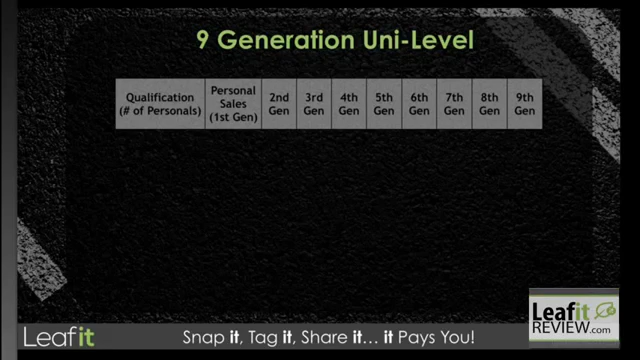 9 Generation Uni-Level
Qualification
(# of Personals)
Personal
Sales
(1st Gen)
2nd
Gen
3rd
Gen
4th
Gen
5th
Gen
6th
Gen
7th
Gen
8th
Gen
9th
Gen
Leafit
REVIEW.com
Leafit
Snap it, Tag it, Share it... it Pays You!